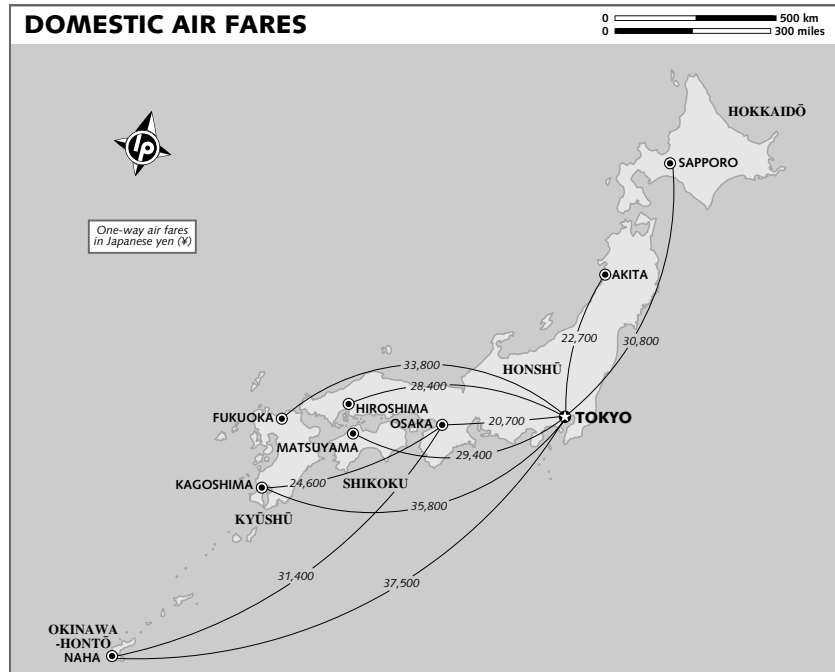 DOMESTIC AIR FARES
0 500 km
0 300 miles
HOKKAIDŌ
lp
SAPPORO
One-way air fares
in Japanese yen (¥)
AKITA
22,700
30,800
33,800
HONSHŪ
28,400
HIROSHIMA
FUKUOKA
OSAKA
20,700
TOKYO
MATSUYAMA
29,400
KAGOSHIMA
24,600
SHIKOKU
35,800
KYŪSHŪ
31,400
37,500
OKINAWA
-HONTŌ
NAHA